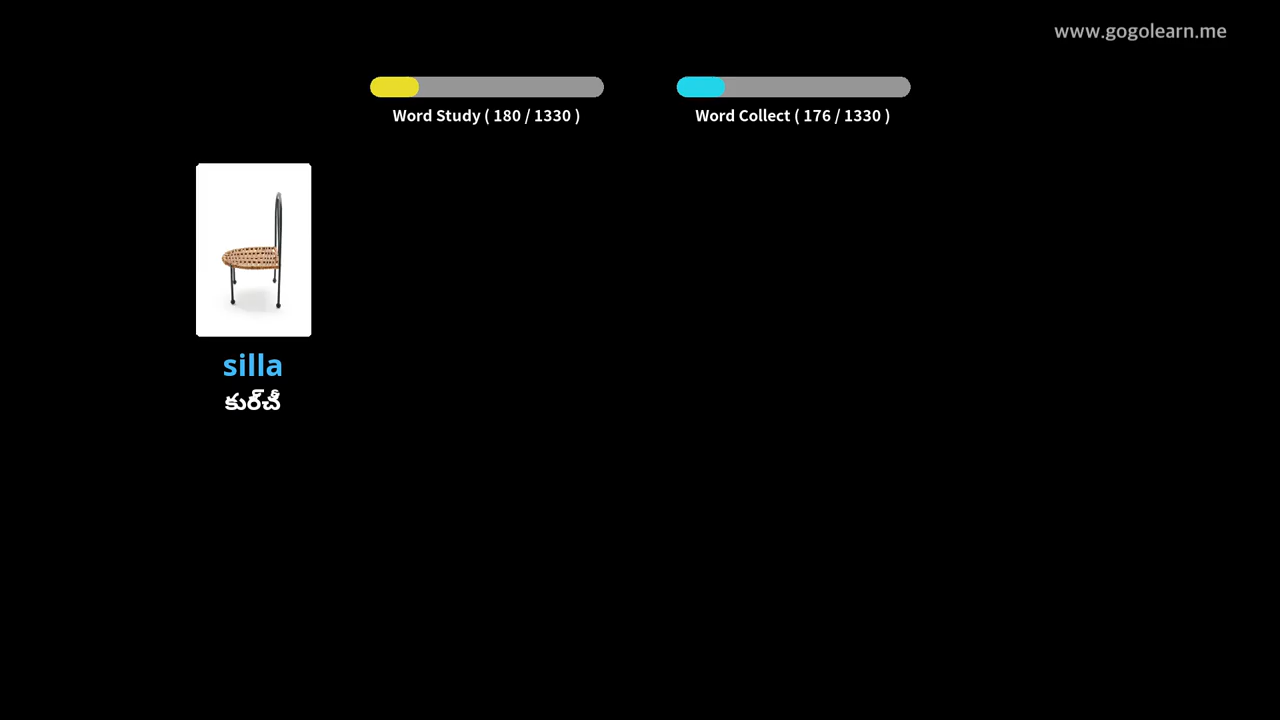 www.gogolearn.me
Word Study ( 180 / 1330 )
Word Collect ( 176 / 1330 )
silla
కుర్చీ